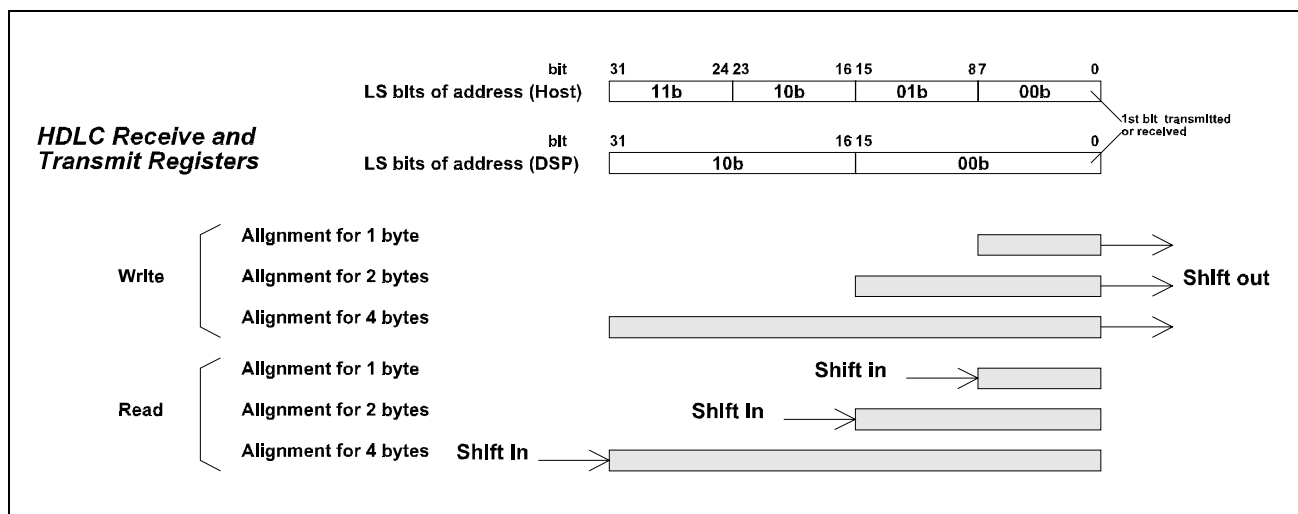 bit 31 24 23 16 15 8 7 0
LS bits of address (Host) 11b 10b 01b 00b
1st bit transmitted
or received
HDLC Receive and
Transmit Registers
bit 31 16 15 0
LS bits of address (DSP) 10b 00b
Write
Alignment for 1 byte
Alignment for 2 bytes
Shift out
Alignment for 4 bytes
Read
Alignment for 1 byte
Shift in
Alignment for 2 bytes
Shift In
Alignment for 4 bytes
Shift In